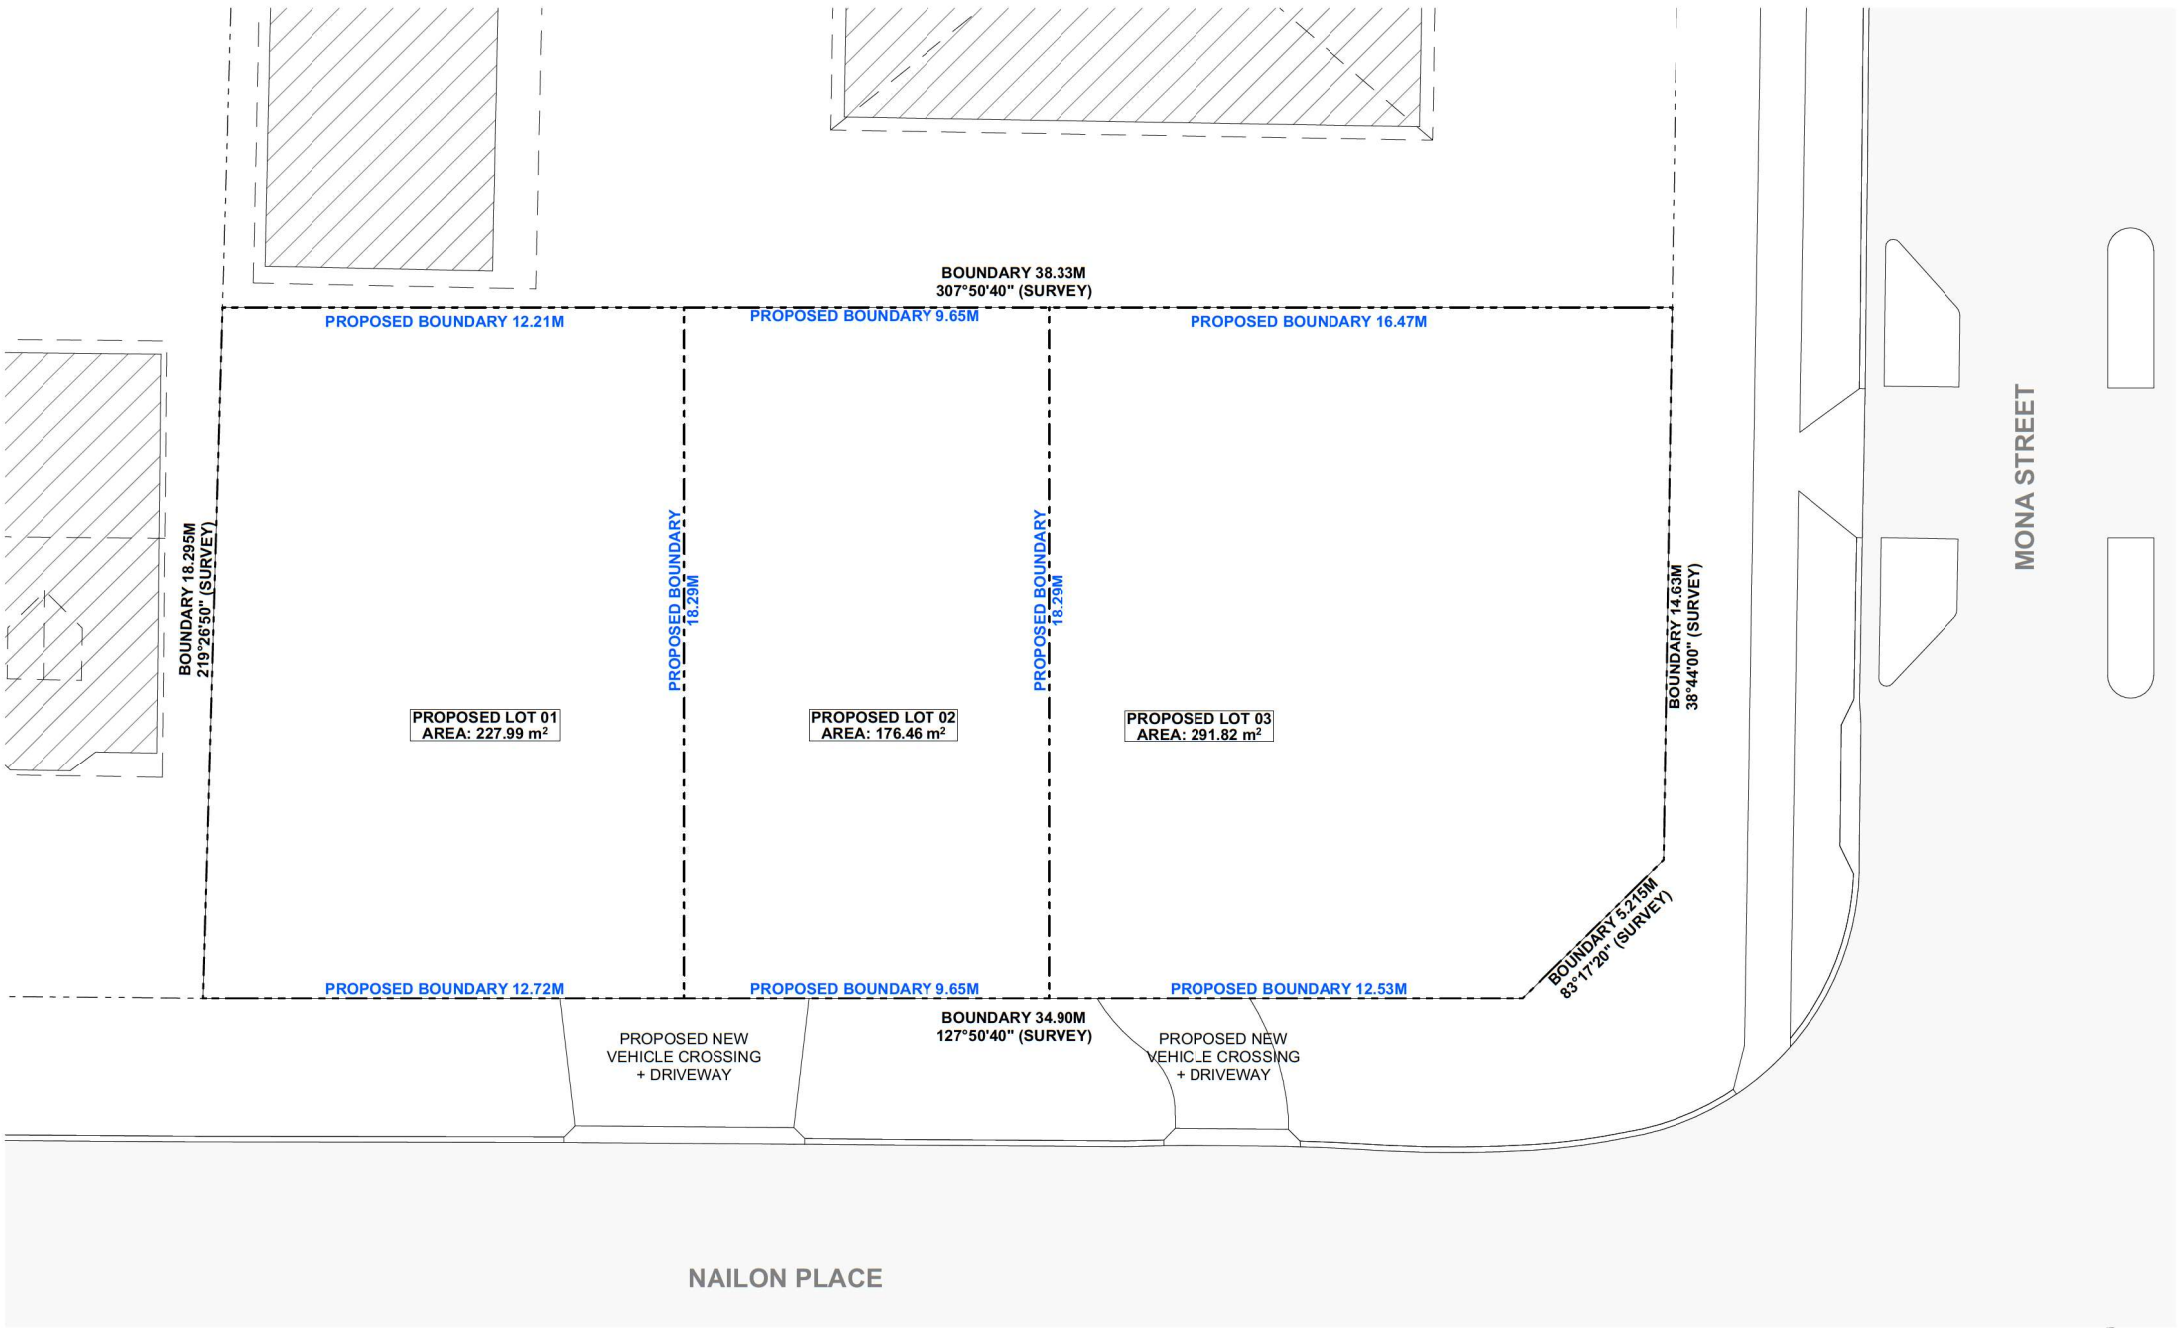 BOUNDARY 38.33M
307°50'40" (SURVEY)
PROPOSED BOUNDARY 12.21M
PROPOSED BOUNDARY 9.65M
PROPOSED BOUNDARY 16.47M
BOUNDARY 18.295M
219°26'50" (SURVEY)
PROPOSED BOUNDARY
18.29M
PROPOSED BOUNDARY
18.29M
BOUNDARY 14.63M
38°44'00" (SURVEY)
MONA STREET
PROPOSED LOT 01
AREA: 227.99 m²
PROPOSED LOT 02
AREA: 176.46 m²
PROPOSED LOT 03
AREA: 291.82 m²
BOUNDARY 5.215M
83°17'20" (SURVEY)
PROPOSED BOUNDARY 12.72M
PROPOSED BOUNDARY 9.65M
PROPOSED BOUNDARY 12.53M
BOUNDARY 34.90M
127°50'40" (SURVEY)
PROPOSED NEW
VEHICLE CROSSING
+ DRIVEWAY
PROPOSED NEW
VEHICLE CROSSING
+ DRIVEWAY
NAILON PLACE